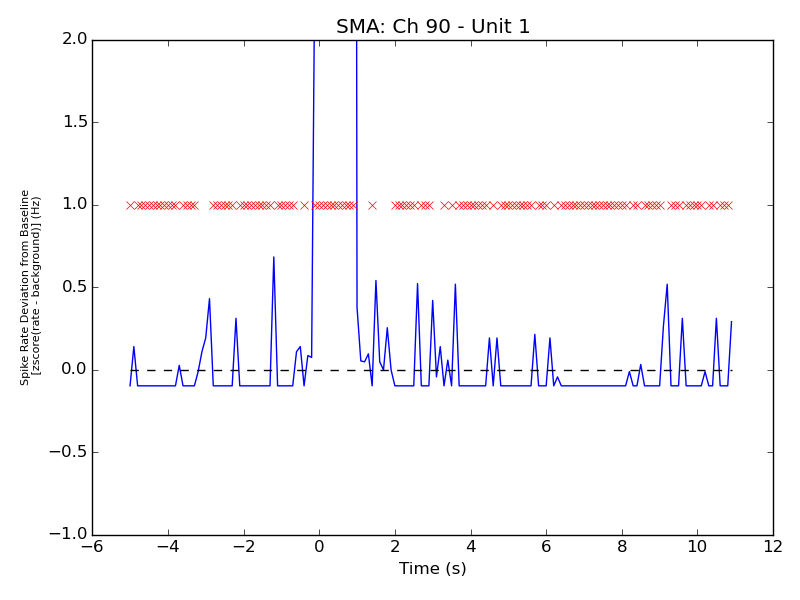 SMA: Ch 90 - Unit 1
2.0
1.5
1.0
0.5
0.0
−0.5
−1.0
Spike Rate Deviation from Baseline
[zscore(rate - background)] (Hz)
−6 −4 −2 0 2 4 6 8 10 12
Time (s)